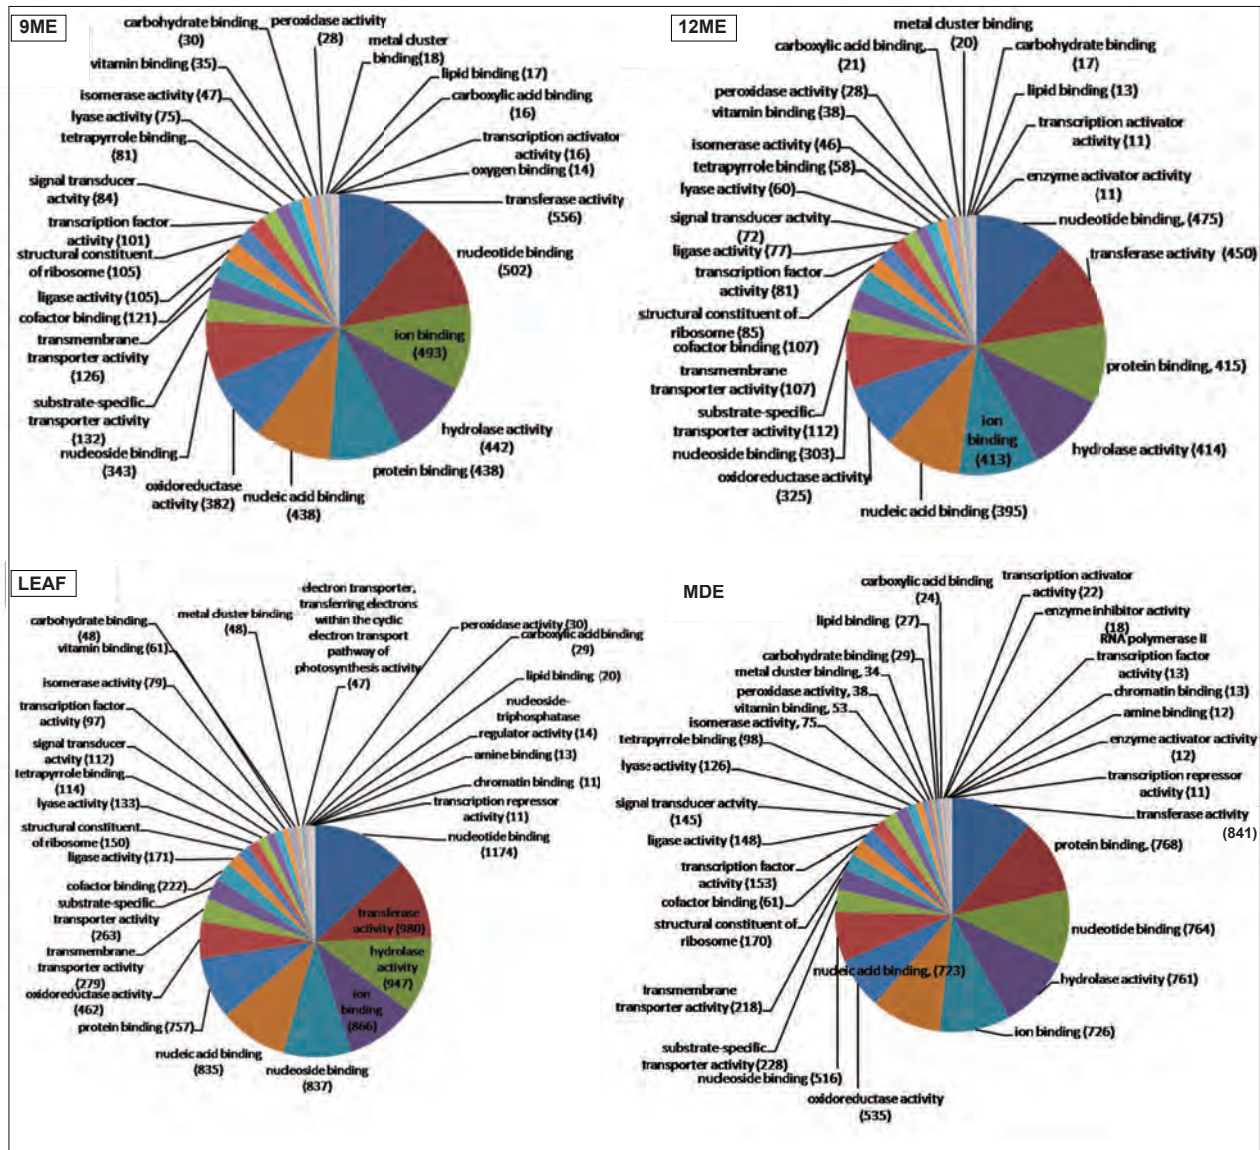 9ME
carbohydrate binding
(30)
peroxidase activity
(28)
metal cluster
binding(18)
vitamin binding (35)
lipid binding (17)
isomerase activity (47)
carboxylic acid binding
(16)
lyase activity (75)
tetrapyrrole binding
(81)
transcription activator
activity (16)
oxygen binding (14)
signal transducer
actvity (84)
transferase activity
(556)
transcription factor
activity (101)
nudeotide binding
(502)
structural constituent
of ribosome (105)
ligase activity (105)
ion binding
(493)
cofactor binding (121)
transmembrane
transporter activity
(126)
substrate-specific
transporter activity
(132)
hydrolase activity
(442)
nucleoside binding
(343)
protein binding (438)
oxidoreductase
activity (382)
nucleic acid binding
(438)
12ME
metal cluster binding
(20)
carboxylic acid binding,
(21)
carbohydrate binding
(17)
peroxidase activity (28)
lipid binding (13)
vitamin binding (38)
transcription activator
activity (11)
isomerase activity (46)
tetrapyrrole binding (58)
enzyme activator activity
(11)
lyase activity (60)
nudeotide binding, (475)
signal transducer actvity
(72)
ligase activity (77)
transferase activity (450)
transcription factor
activity (81)
structural constituent of
ribosome (85)
cofactor binding (107)
protein binding, 415)
transmembrane
transporter activity (107)
substrate-specific
transporter activity (112)
ion
binding
(413)
hydrolase activity (414)
nucleoside binding (303)
oxidoreductase activity
(325)
nucleic acid binding (395)
LEAF
electron transporter,
transferring electrons
within the cyclic
electron transport
pathway of
photosynthesis activity
(47)
carbohydrate binding
(48)
metal cluster binding
(48)
peroxidase activity (30)
carboxylic acid binding
(29)
vitamin binding (61)
isomerase activity (79)
lipid binding (20)
transcription factor
activity (97)
nucleoside-
triphosphatase
regulator activity (14)
signal transducer
actvity (112)
amine binding (13)
tetrapyrrole binding
(114)
chromatin binding (11)
lyase activity (133)
transcription repressor
activity (11)
structural constituent
of ribosome (150)
nudeotide binding
(1174)
ligase activity (171)
cofactor binding (222)
substrate-specific
transporter activity
(263)
transferase
activity (980)
transmembrane
transporter activity
(279)
hydrolase
activity
(947)
oxidoreductase activity
(462)
ion
binding
(866)
protein binding (757)
nucleic acid binding
(835)
nucleoside binding
(837)
MDE
carboxylic acid binding
(24)
transcription activator
activity (22)
lipid binding (27)
enzyme inhibitor activity
(18)
RNA polymerase II
transcription factor
activity (13)
carbohydrate binding (29)
metal cluster binding, 34
chromatin binding (13)
peroxidase activity, 38
vitamin binding, 53
amine binding (12)
isomerase activity, 75
tetrapyrrole binding (98)
enzyme activator activity
(12)
lyase activity (126)
transcription repressor
activity (11)
signal transducer actvity
(145)
transferase activity
(841)
ligase activity (148)
protein binding, (768)
transcription factor
activity (153)
cofactor binding (61)
structural constituent of
ribosome (170)
nudeotide binding (764)
nucleic acid binding, (723)
hydrolase activity (761)
transmembrane
transporter activity (218)
ion binding (726)
substrate-specific
transporter activity (228)
nucleoside binding (516)
oxidoreductase activity
(535)